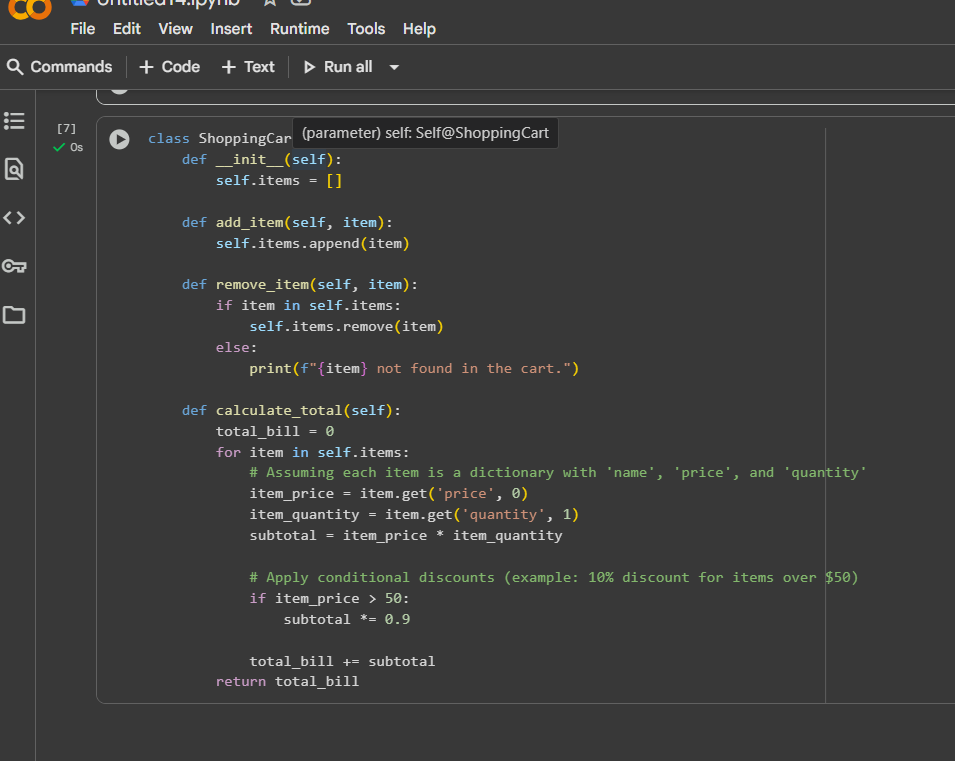 Untitled14.ipynb
File Edit View Insert Runtime Tools Help
Commands + Code + Text Run all
[7]
0s
(parameter) self: Self@ShoppingCart
class ShoppingCar
    def __init__(self):
        self.items = []

    def add_item(self, item):
        self.items.append(item)

    def remove_item(self, item):
        if item in self.items:
            self.items.remove(item)
        else:
            print(f"{item} not found in the cart.")

    def calculate_total(self):
        total_bill = 0
        for item in self.items:
            # Assuming each item is a dictionary with 'name', 'price', and 'quantity'
            item_price = item.get('price', 0)
            item_quantity = item.get('quantity', 1)
            subtotal = item_price * item_quantity

            # Apply conditional discounts (example: 10% discount for items over $50)
            if item_price > 50:
                subtotal *= 0.9

            total_bill += subtotal
        return total_bill